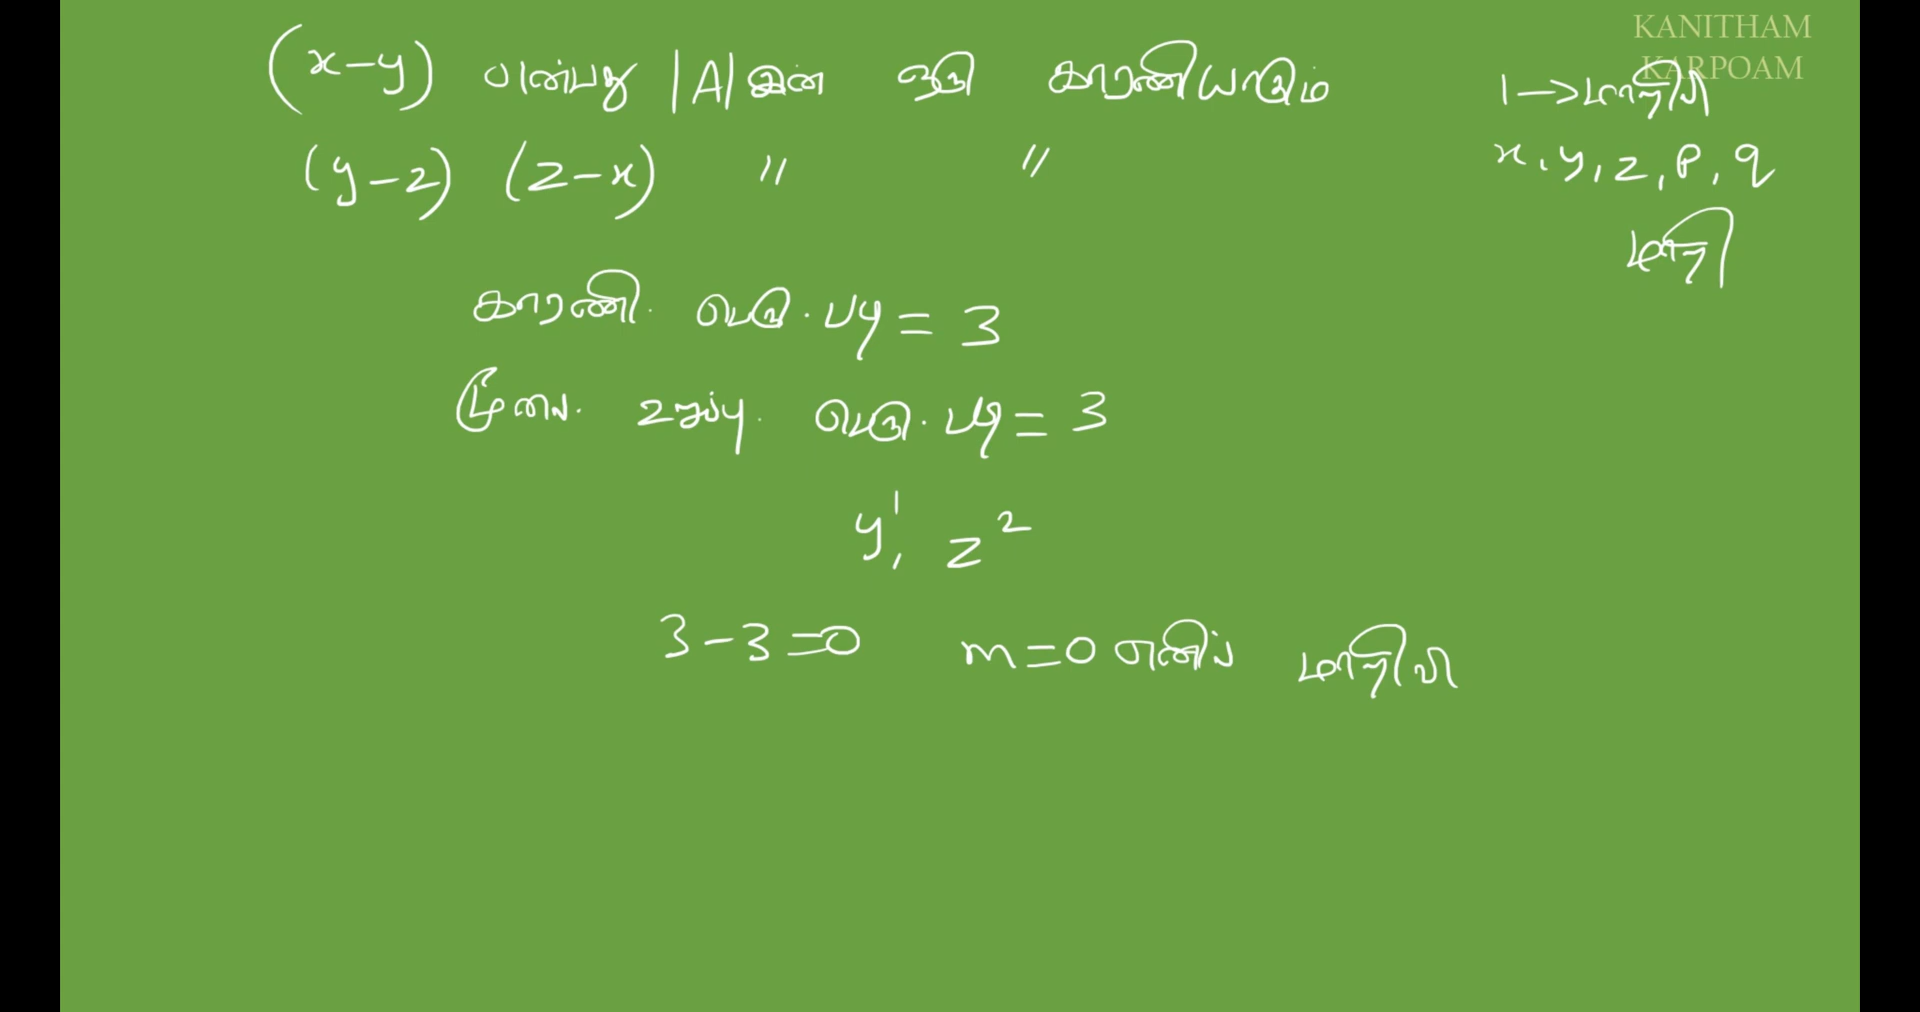 KANITHAM
KARPOAM
(x-y) என்பது |A| இன் ஒரு காரணியாகும்
1 → மாறிலி
(y-z) (z-x) " "
x, y, z, p, q
மாறி
காரணி. பெரு. படி = 3
மூலை. உறுப்பு. பெரு. படி = 3
y¹, z²
3 - 3 = 0 m = 0 எனில் மாறிலி